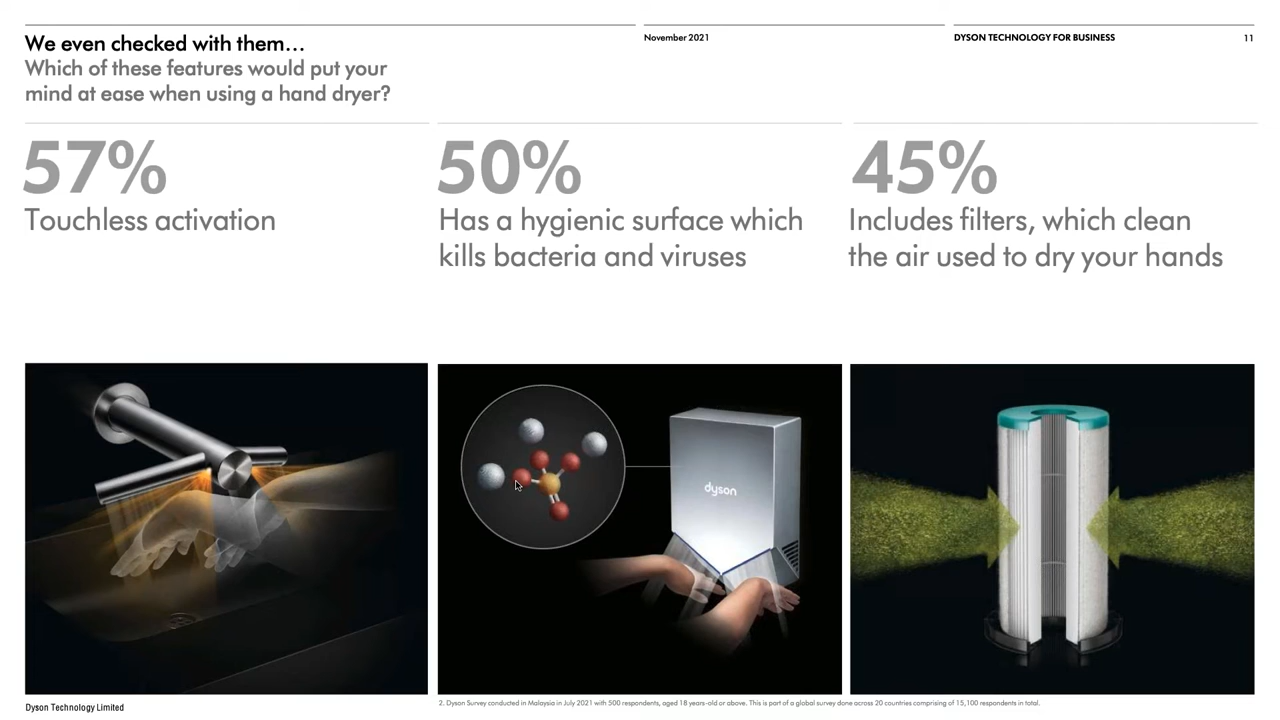 November 2021
DYSON TECHNOLOGY FOR BUSINESS
11
We even checked with them...
Which of these features would put your
mind at ease when using a hand dryer?
57%
Touchless activation
50%
Has a hygienic surface which
kills bacteria and viruses
45%
Includes filters, which clean
the air used to dry your hands
dyson
Dyson Technology Limited
2. Dyson Survey conducted in Malaysia in July 2021 with 500 respondents, aged 18 years-old or above. This is part of a global survey done across 20 countries comprising of 15,100 respondents in total.